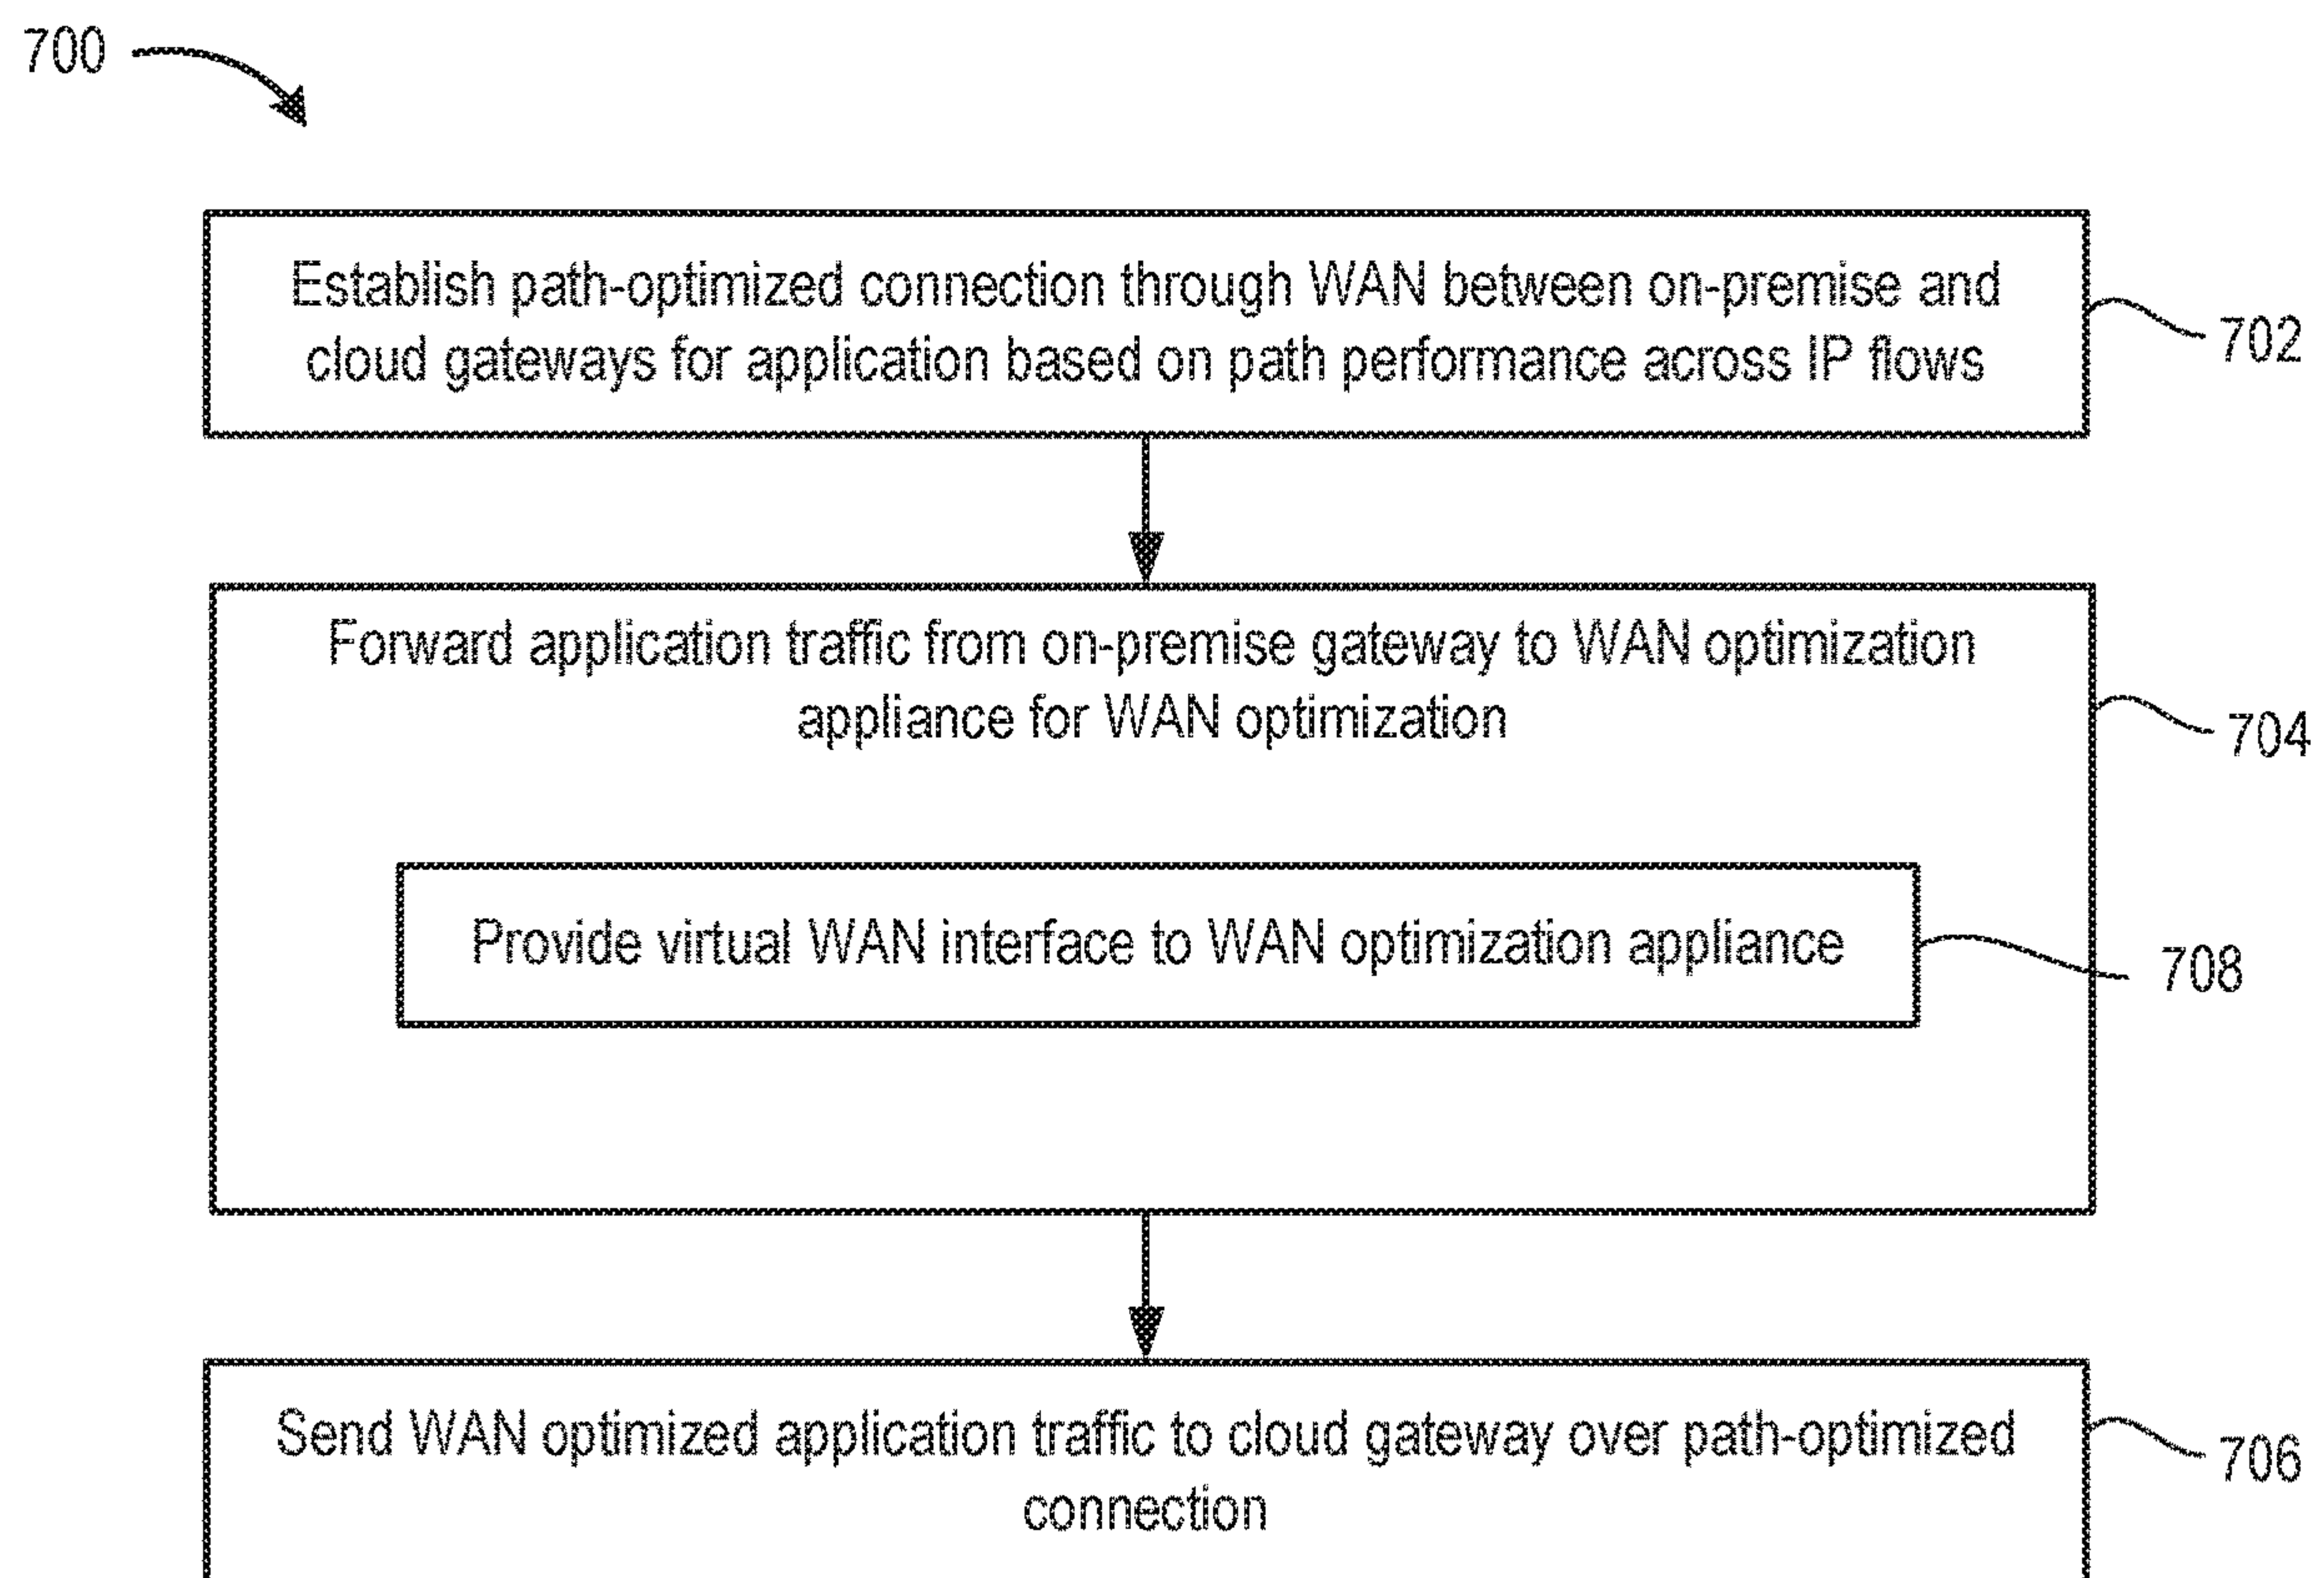 700
Establish path-optimized connection through WAN between on-premise and
cloud gateways for application based on path performance across IP flows
702
Forward application traffic from on-premise gateway to WAN optimization
appliance for WAN optimization
704
Provide virtual WAN interface to WAN optimization appliance
708
Send WAN optimized application traffic to cloud gateway over path-optimized
connection
706